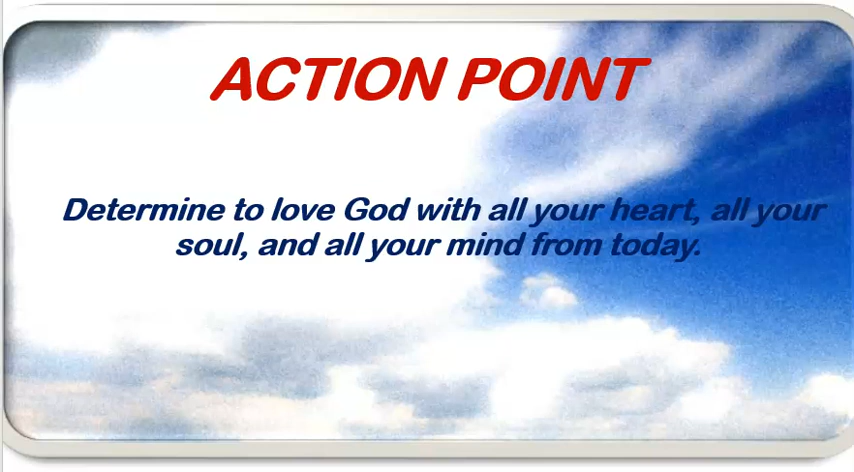 ACTION POINT
Determine to love God with all your heart, all your
soul, and all your mind from today.